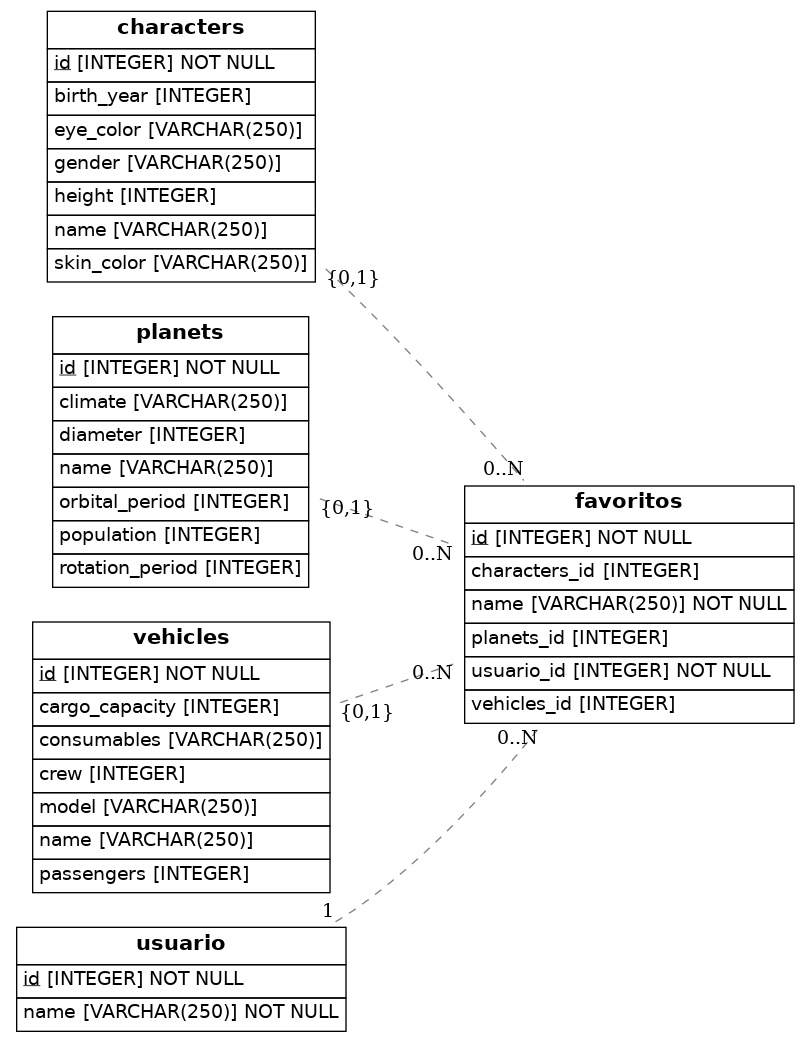 characters
id [INTEGER] NOT NULL
birth_year [INTEGER]
eye_color [VARCHAR(250)]
gender [VARCHAR(250)]
height [INTEGER]
name [VARCHAR(250)]
skin_color [VARCHAR(250)]
{0,1}
0..N
planets
id [INTEGER] NOT NULL
climate [VARCHAR(250)]
diameter [INTEGER]
name [VARCHAR(250)]
orbital_period [INTEGER]
population [INTEGER]
rotation_period [INTEGER]
{0,1}
0..N
vehicles
id [INTEGER] NOT NULL
cargo_capacity [INTEGER]
consumables [VARCHAR(250)]
crew [INTEGER]
model [VARCHAR(250)]
name [VARCHAR(250)]
passengers [INTEGER]
{0,1}
0..N
usuario
id [INTEGER] NOT NULL
name [VARCHAR(250)] NOT NULL
1
0..N
favoritos
id [INTEGER] NOT NULL
characters_id [INTEGER]
name [VARCHAR(250)] NOT NULL
planets_id [INTEGER]
usuario_id [INTEGER] NOT NULL
vehicles_id [INTEGER]